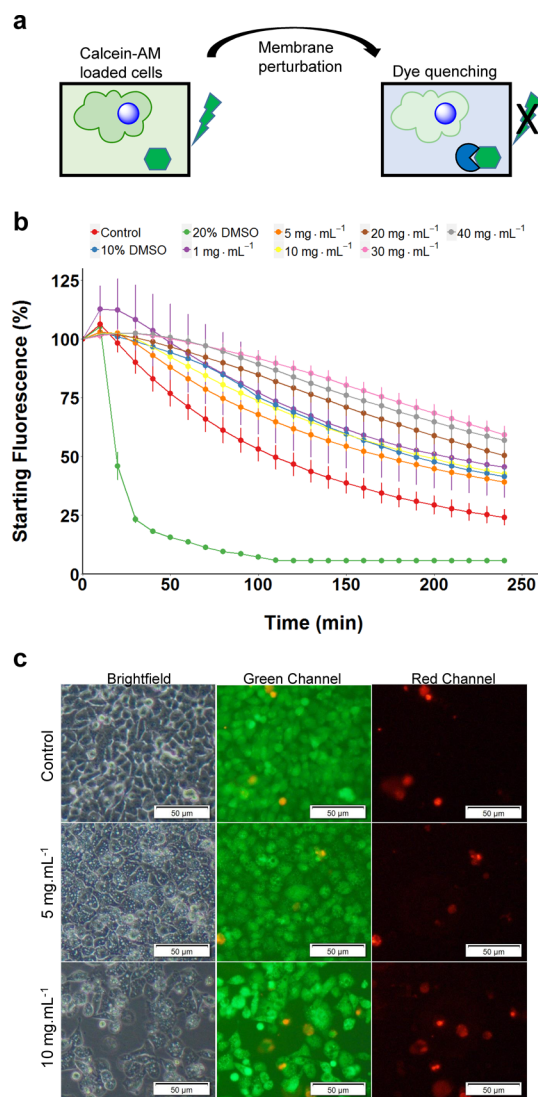 a
Calcein-AM
loaded cells
Membrane
perturbation
Dye quenching
X
b
Control
20% DMSO
5 mg · mL⁻¹
20 mg · mL⁻¹
40 mg · mL⁻¹
10% DMSO
1 mg · mL⁻¹
10 mg · mL⁻¹
30 mg · mL⁻¹
Starting Fluorescence (%)
125
100
75
50
25
0
0
50
100
150
200
250
Time (min)
c
Brightfield
Green Channel
Red Channel
Control
50 µm
50 µm
50 µm
5 mg.mL⁻¹
50 µm
50 µm
50 µm
10 mg.mL⁻¹
50 µm
50 µm
50 µm